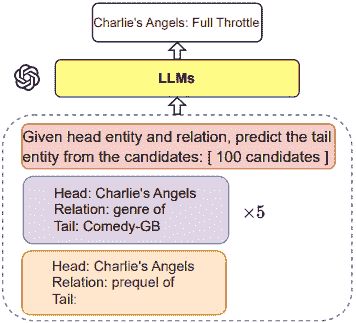 Charlie's Angels: Full Throttle
LLMs
Given head entity and relation, predict the tail
entity from the candidates: [ 100 candidates ]
Head: Charlie's Angels
Relation: genre of
Tail: Comedy-GB
×5
Head: Charlie's Angels
Relation: prequel of
Tail: